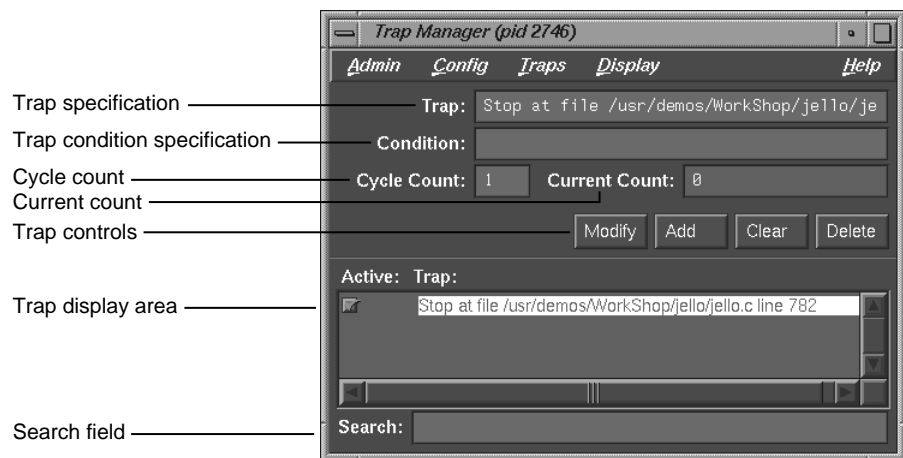 Trap Manager (pid 2746)
Admin Config Traps Display Help
Trap specification
Trap: Stop at file /usr/demos/WorkShop/jello/je
Trap condition specification
Condition:
Cycle count
Cycle Count: 1 Current Count: 0
Current count
Trap controls
Modify Add Clear Delete
Active: Trap:
Trap display area
Stop at file /usr/demos/WorkShop/jello/jello.c line 782
Search field
Search: